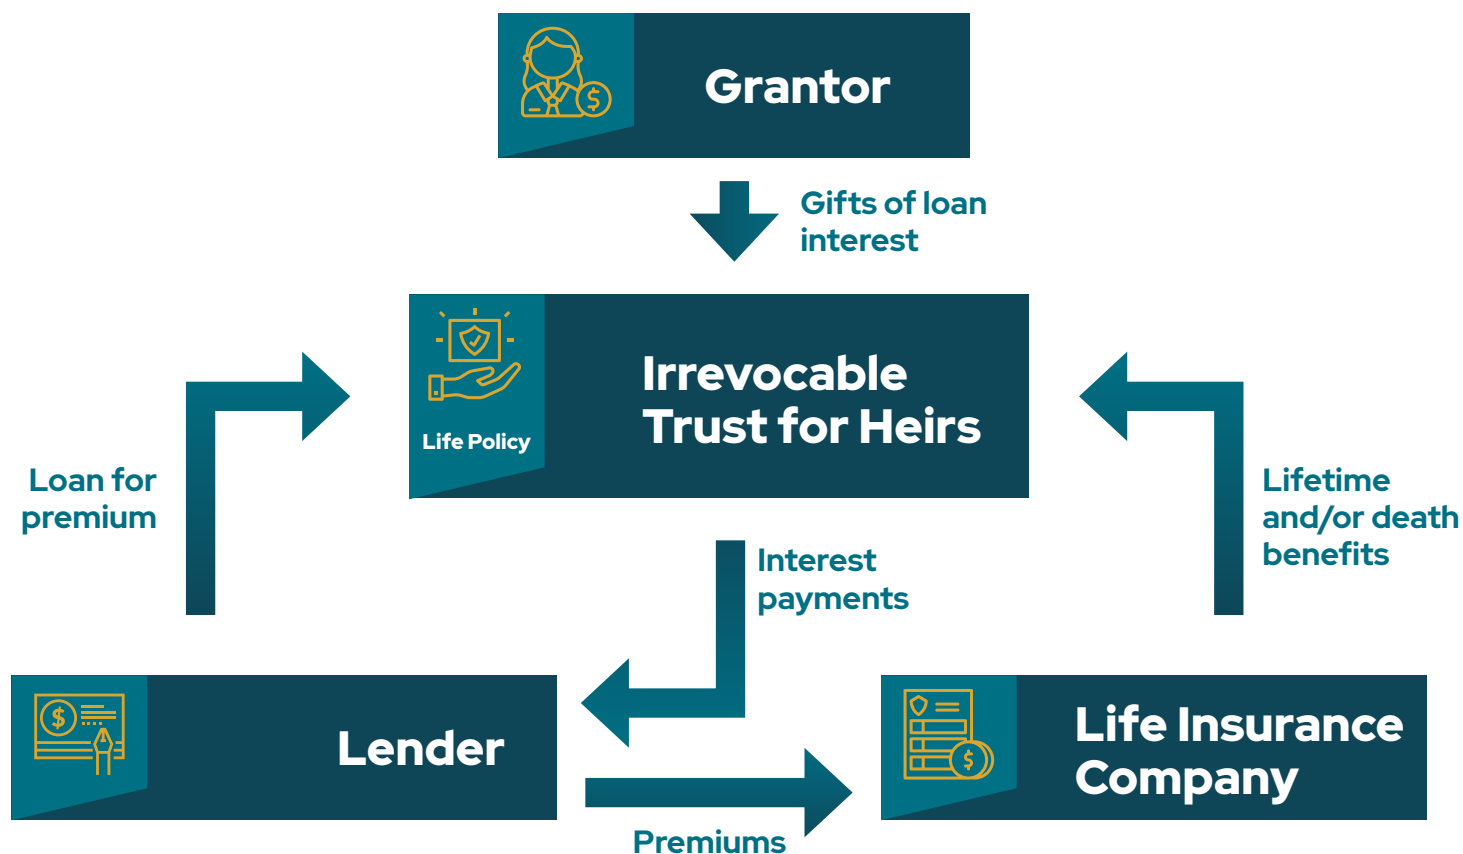 $
Grantor
Gifts of loan
interest
Life Policy
Irrevocable
Trust for Heirs
Loan for
premium
Lifetime
and/or death
benefits
Interest
payments
$
Lender
$
Life Insurance
Company
Premiums